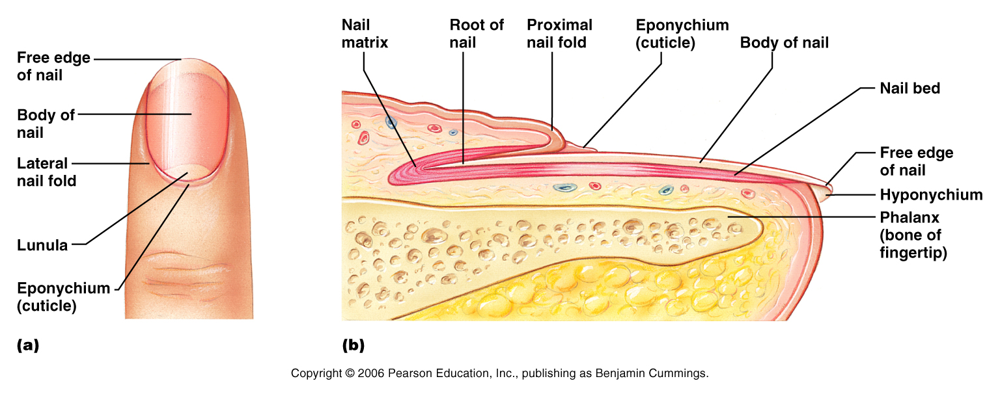 Free edge
of nail
Body of
nail
Lateral
nail fold
Lunula
Eponychium
(cuticle)
(a)
Nail
matrix
Root of
nail
Proximal
nail fold
Eponychium
(cuticle)
Body of nail
Nail bed
Free edge
of nail
Hyponychium
Phalanx
(bone of
fingertip)
(b)
Copyright © 2006 Pearson Education, Inc., publishing as Benjamin Cummings.